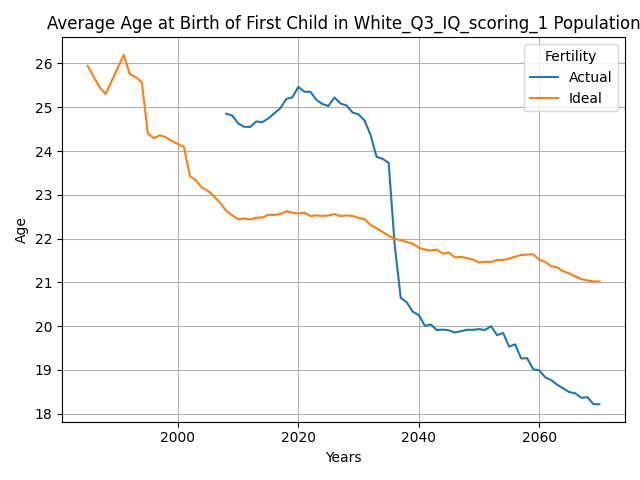 Average Age at Birth of First Child in White_Q3_IQ_scoring_1 Population
Fertility
Actual
Ideal
Age
26
25
24
23
22
21
20
19
18
2000
2020
2040
2060
Years